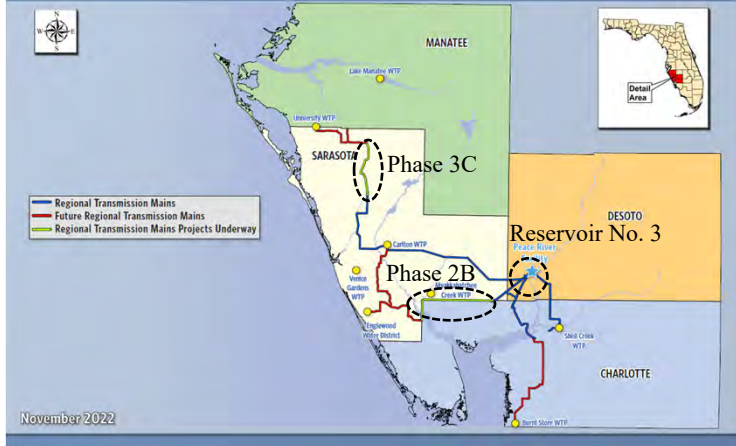 N
W
E
S
MANATEE
Lake Manatee WTP
Detail
Area
University WTP
SARASOTA
Phase 3C
Regional Transmission Mains
Future Regional Transmission Mains
Regional Transmission Mains Projects Underway
DESOTO
Reservoir No. 3
Peace River
Facility
Carlton WTP
Phase 2B
Venice
Gardens
WTP
Myakkahatchee
Creek WTP
Englewood
Water District
Shell Creek
WTP
CHARLOTTE
Burnt Store WTP
November 2022